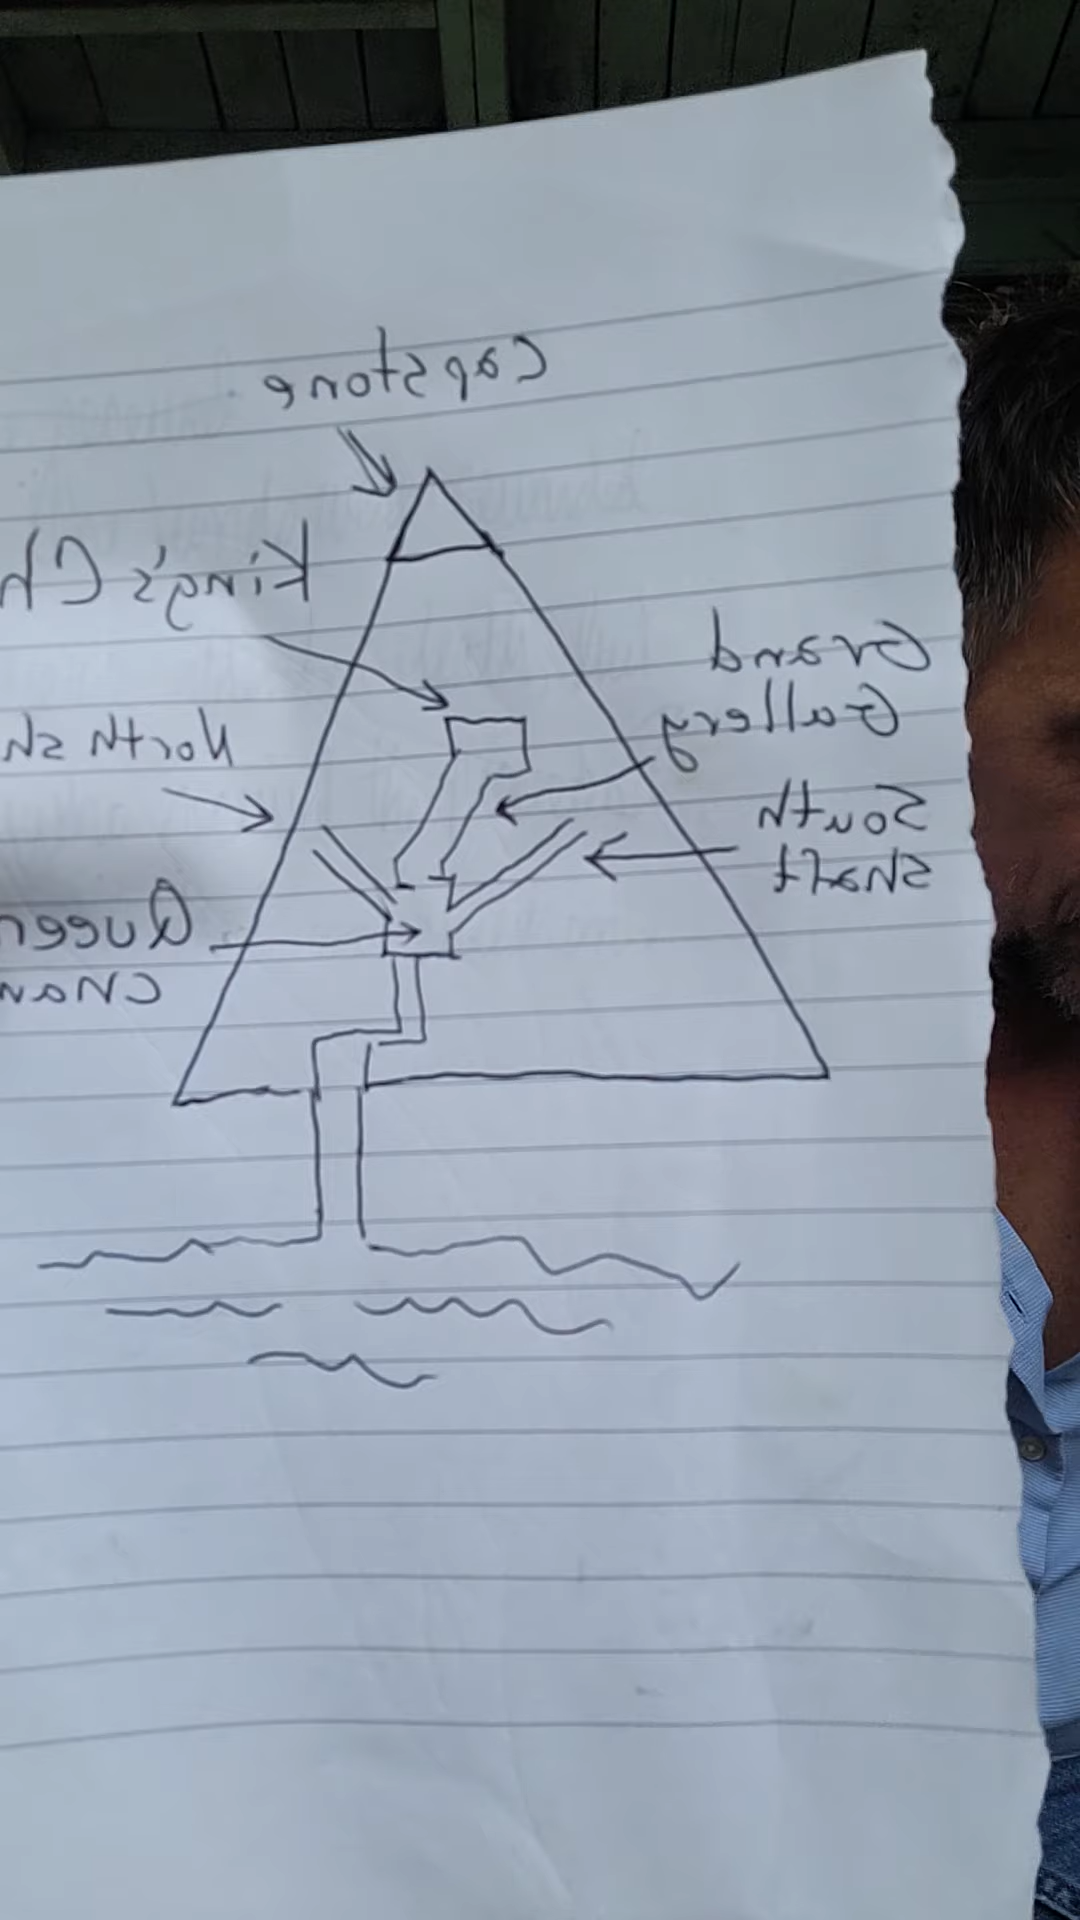 Capstone
King's Ch
Grand
Gallery
North sh
South
shaft
Queen
cham